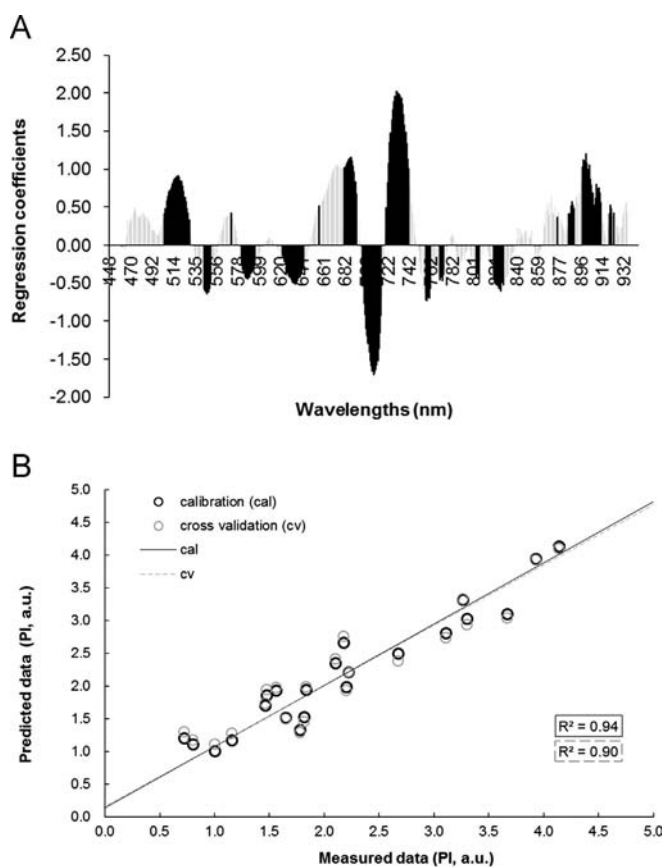 A
Regression coefficients
2.50
2.00
1.50
1.00
0.50
0.00
-0.50
-1.00
-1.50
-2.00
448 470 492 514 535 556 578 599 620 661 682 722 742 762 782 801 840 859 877 896 914 932
Wavelengths (nm)
B
Predicted data (PI, a.u.)
5.0
4.5
4.0
3.5
3.0
2.5
2.0
1.5
1.0
0.5
0.0
calibration (cal)
cross validation (cv)
cal
cv
R² = 0.94
R² = 0.90
0.0 0.5 1.0 1.5 2.0 2.5 3.0 3.5 4.0 4.5 5.0
Measured data (PI, a.u.)